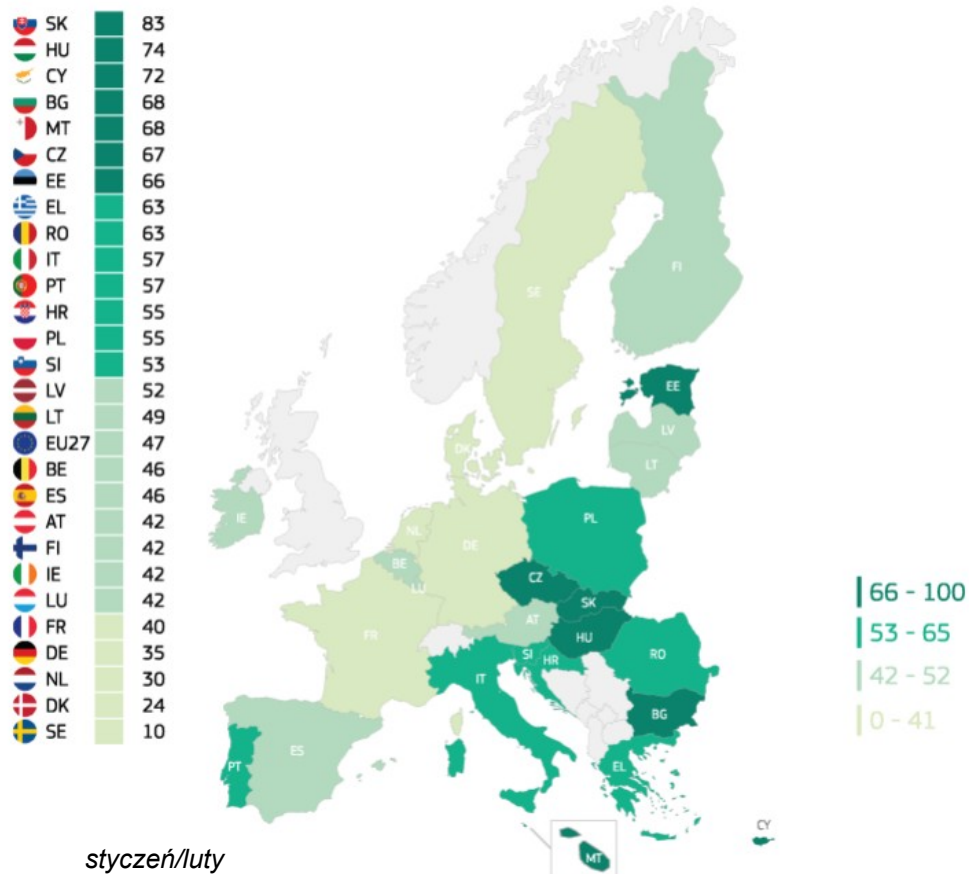 SK 83
HU 74
CY 72
BG 68
MT 68
CZ 67
EE 66
EL 63
RO 63
IT 57
PT 57
HR 55
PL 55
SI 53
LV 52
LT 49
EU27 47
BE 46
ES 46
AT 42
FI 42
IE 42
LU 42
FR 40
DE 35
NL 30
DK 24
SE 10
FI
SE
EE
LV
LT
DK
IE
NL
PL
DE
BE
LU
CZ
SK
FR
AT
HU
SI
HR
RO
IT
BG
ES
PT
EL
CY
MT
66 - 100
53 - 65
42 - 52
0 - 41
styczeń/luty